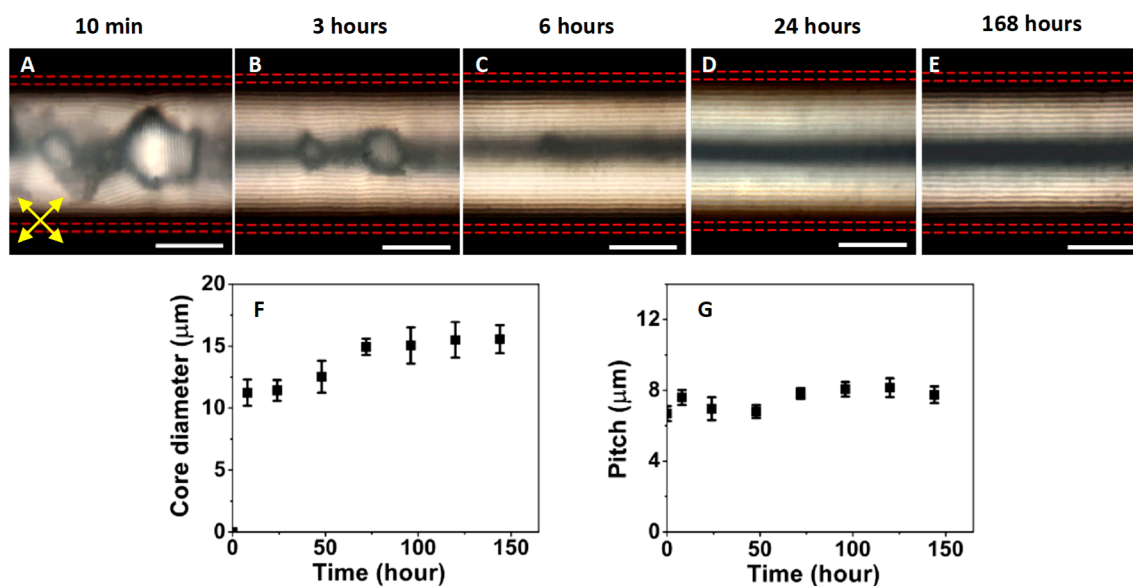 10 min 3 hours 6 hours 24 hours 168 hours
A B C D E
F
20
15
10
5
0
Core diameter (μm)
0 50 100 150
Time (hour)
G
12
8
4
0
Pitch (μm)
0 50 100 150
Time (hour)